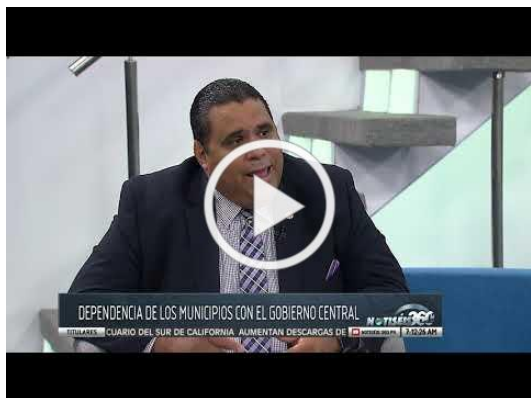 DEPENDENCIA DE LOS MUNICIPIOS CON EL GOBIERNO CENTRAL
NOTISÉIS 360°
TITULARES CUARIO DEL SUR DE CALIFORNIA AUMENTAN DESCARGAS DE 7:12:26 AM